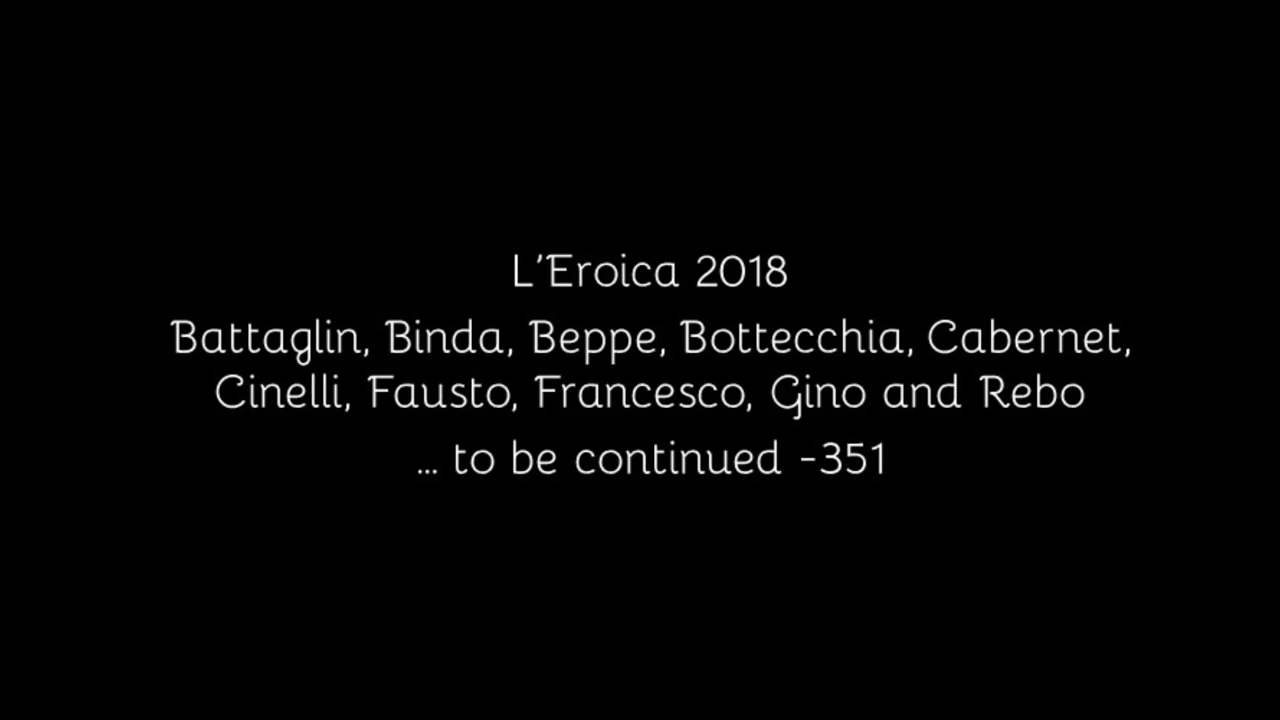 L'Eroica 2018
Battaglin, Binda, Beppe, Bottecchia, Cabernet,
Cinelli, Fausto, Francesco, Gino and Rebo
... to be continued -351